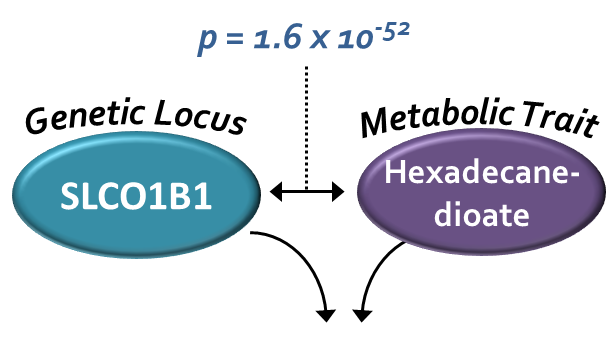 p = 1.6 x 10⁻⁵²
Genetic Locus
Metabolic Trait
SLCO1B1
Hexadecane-
dioate